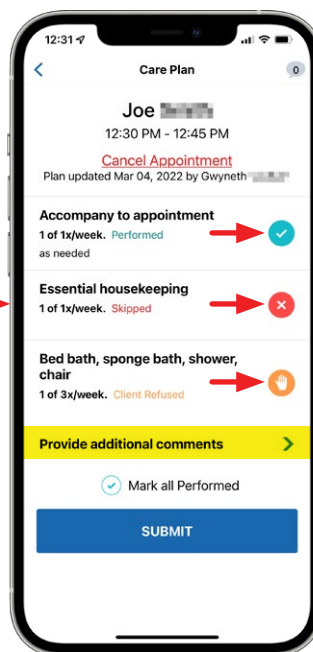 12:31
Care Plan
0
Joe
12:30 PM - 12:45 PM
Cancel Appointment
Plan updated Mar 04, 2022 by Gwyneth
Accompany to appointment
1 of 1x/week. Performed
as needed
Essential housekeeping
1 of 1x/week. Skipped
Bed bath, sponge bath, shower,
chair
1 of 3x/week. Client Refused
Provide additional comments
Mark all Performed
SUBMIT